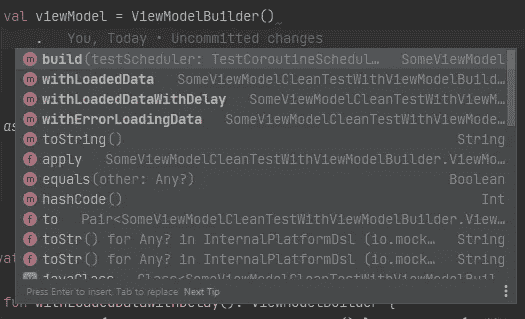 val viewModel = ViewModelBuilder()
. You, Today • Uncommitted changes
m build(testScheduler: TestCoroutineSchedul… SomeViewModel
m withLoadedData SomeViewModelCleanTestWithViewModelBuild…
m withLoadedDataWithDelay SomeViewModelCleanTestWithViewM…
m withErrorLoadingData SomeViewModelCleanTestWithViewMode…
as
m toString() String
f apply SomeViewModelCleanTestWithViewModelBuilder.ViewMo…
m equals(other: Any?) Boolean
m hashCode() Int
f to Pair<SomeViewModelCleanTestWithViewModelBuilder.View…
f toStr() for Any? in InternalPlatformDsl (io.mock… String
vat f toStr() for Any? in InternalPlatformDsl (io.mock… String
javaClass Class<SomeViewModelCleanTestWithViewModelBuil
Press Enter to insert, Tab to replace Next Tip
fun withLoadedDataWithDelay(): ViewModelBuilder {